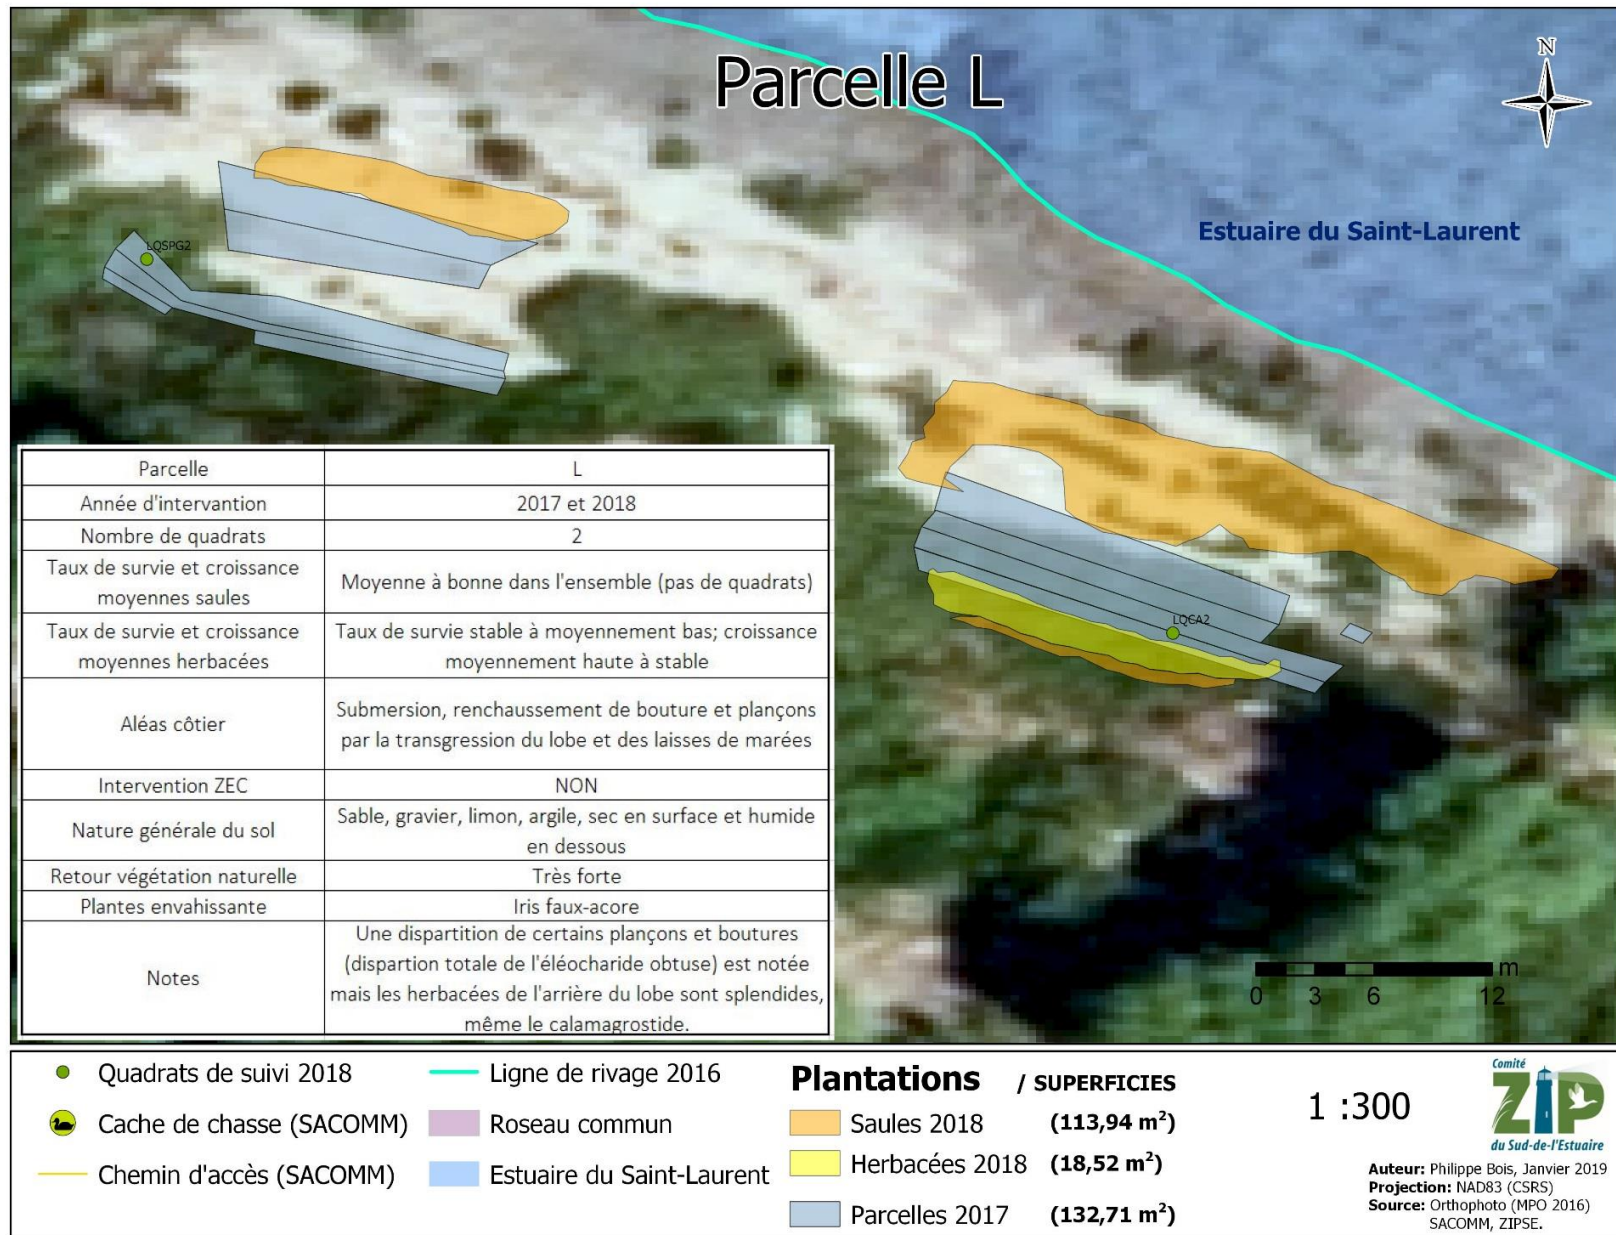 Parcelle L
N
Estuaire du Saint-Laurent
LQSPG2
LQCA2
Parcelle L
Année d'intervantion 2017 et 2018
Nombre de quadrats 2
Taux de survie et croissance
moyennes saules
Moyenne à bonne dans l'ensemble (pas de quadrats)
Taux de survie et croissance
moyennes herbacées
Taux de survie stable à moyennement bas; croissance
moyennement haute à stable
Aléas côtier
Submersion, renchaussement de bouture et plançons
par la transgression du lobe et des laisses de marées
Intervention ZEC NON
Nature générale du sol
Sable, gravier, limon, argile, sec en surface et humide
en dessous
Retour végétation naturelle Très forte
Plantes envahissante Iris faux-acore
Notes
Une dispartition de certains plançons et boutures
(dispartion totale de l'éléocharide obtuse) est notée
mais les herbacées de l'arrière du lobe sont splendides,
même le calamagrostide.
m
0 3 6 12
Quadrats de suivi 2018
Cache de chasse (SACOMM)
Chemin d'accès (SACOMM)
Ligne de rivage 2016
Roseau commun
Estuaire du Saint-Laurent
Plantations / SUPERFICIES
Saules 2018 (113,94 m²)
Herbacées 2018 (18,52 m²)
Parcelles 2017 (132,71 m²)
1 :300
Comité
ZIP
du Sud-de-l'Estuaire
Auteur: Philippe Bois, Janvier 2019
Projection: NAD83 (CSRS)
Source: Orthophoto (MPO 2016)
SACOMM, ZIPSE.